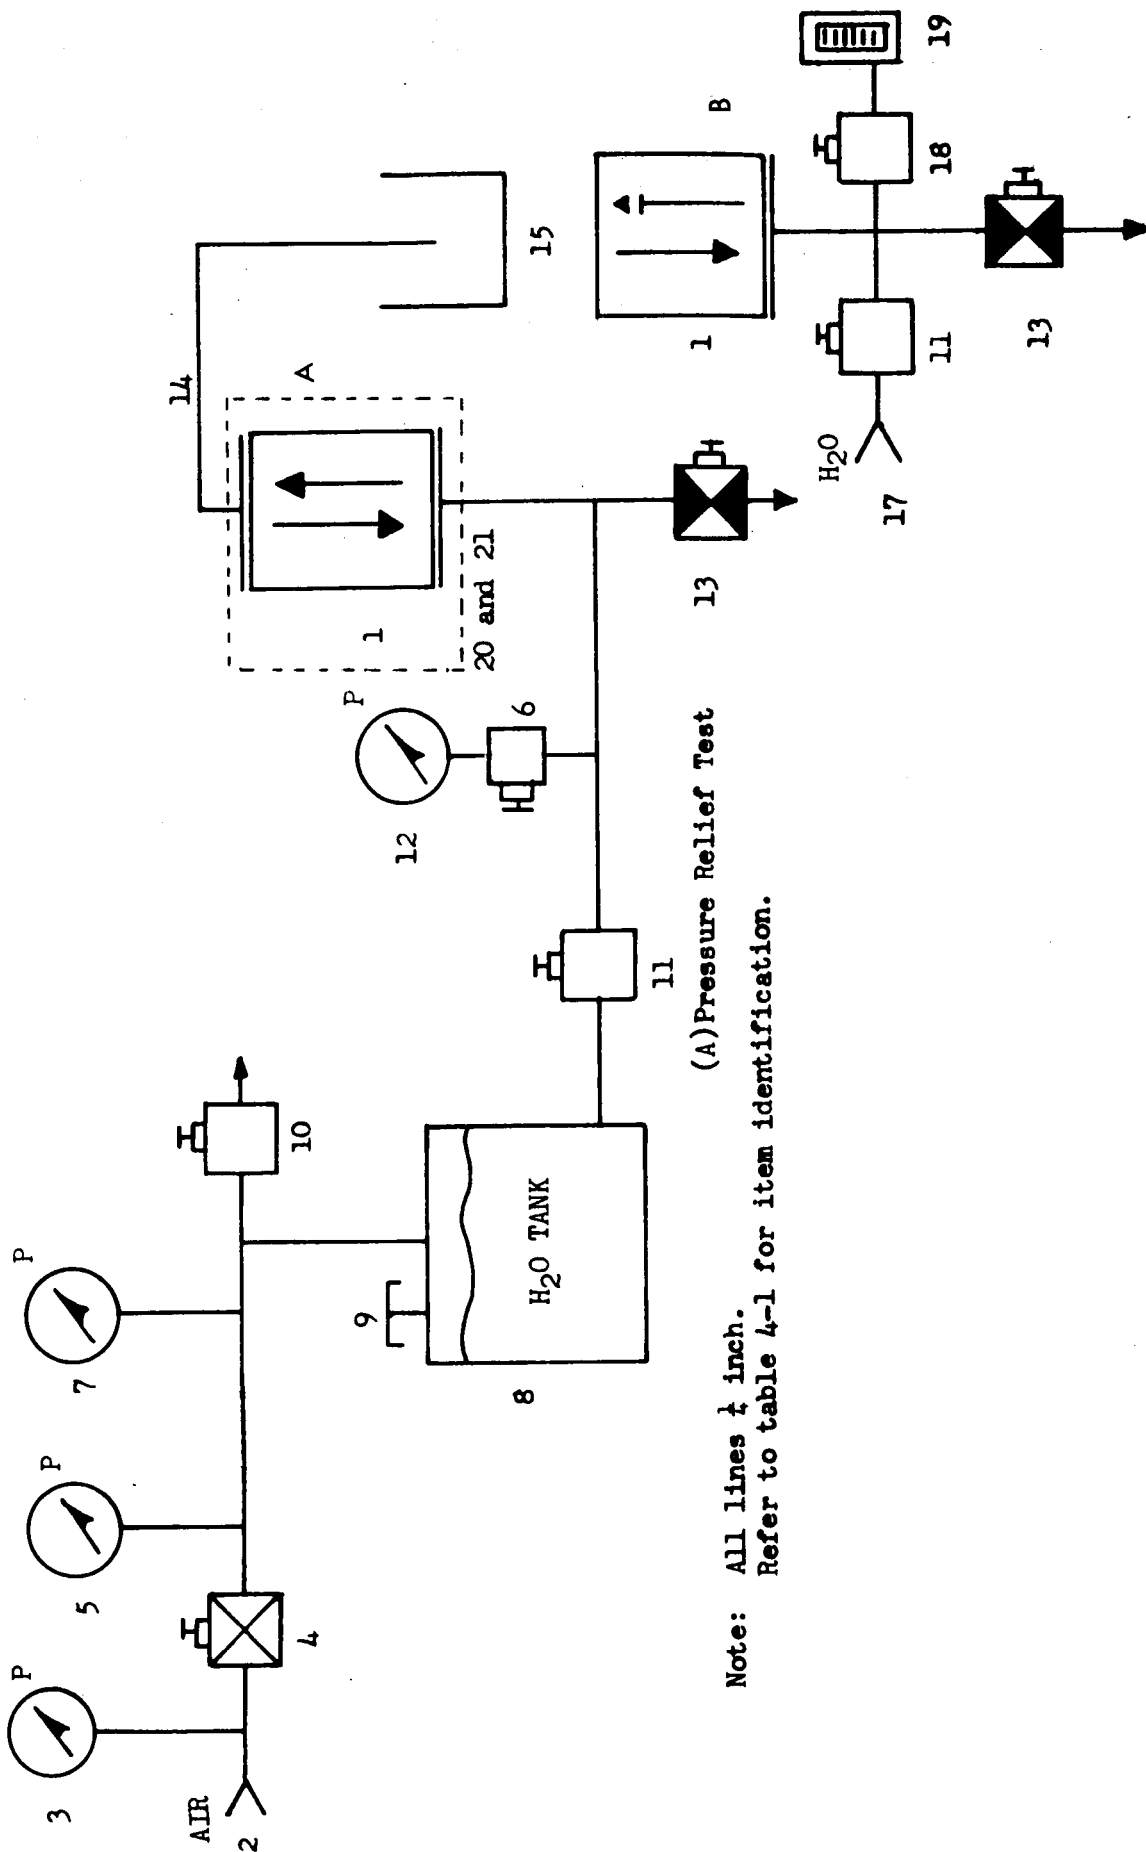 3
P
AIR
2
4
5
P
7
P
10
9
8
H2O TANK
11
12
P
6
14
A
1
20 and 21
13
15
B
1
H2O
17
11
18
19
13
(A)Pressure Relief Test
Note: All lines ¼ inch.
Refer to table 4-1 for item identification.